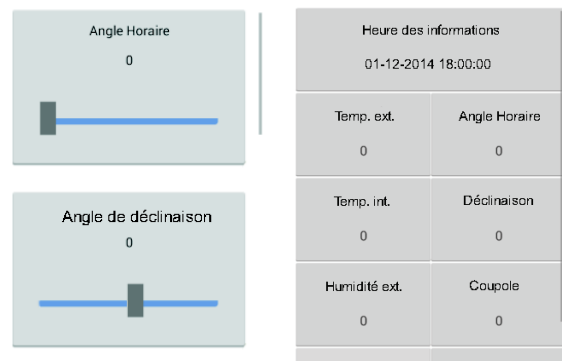 Angle Horaire
0
Angle de déclinaison
0
Heure des informations
01-12-2014 18:00:00
Temp. ext. Angle Horaire
0 0
Temp. int. Déclinaison
0 0
Humidité ext. Coupole
0 0